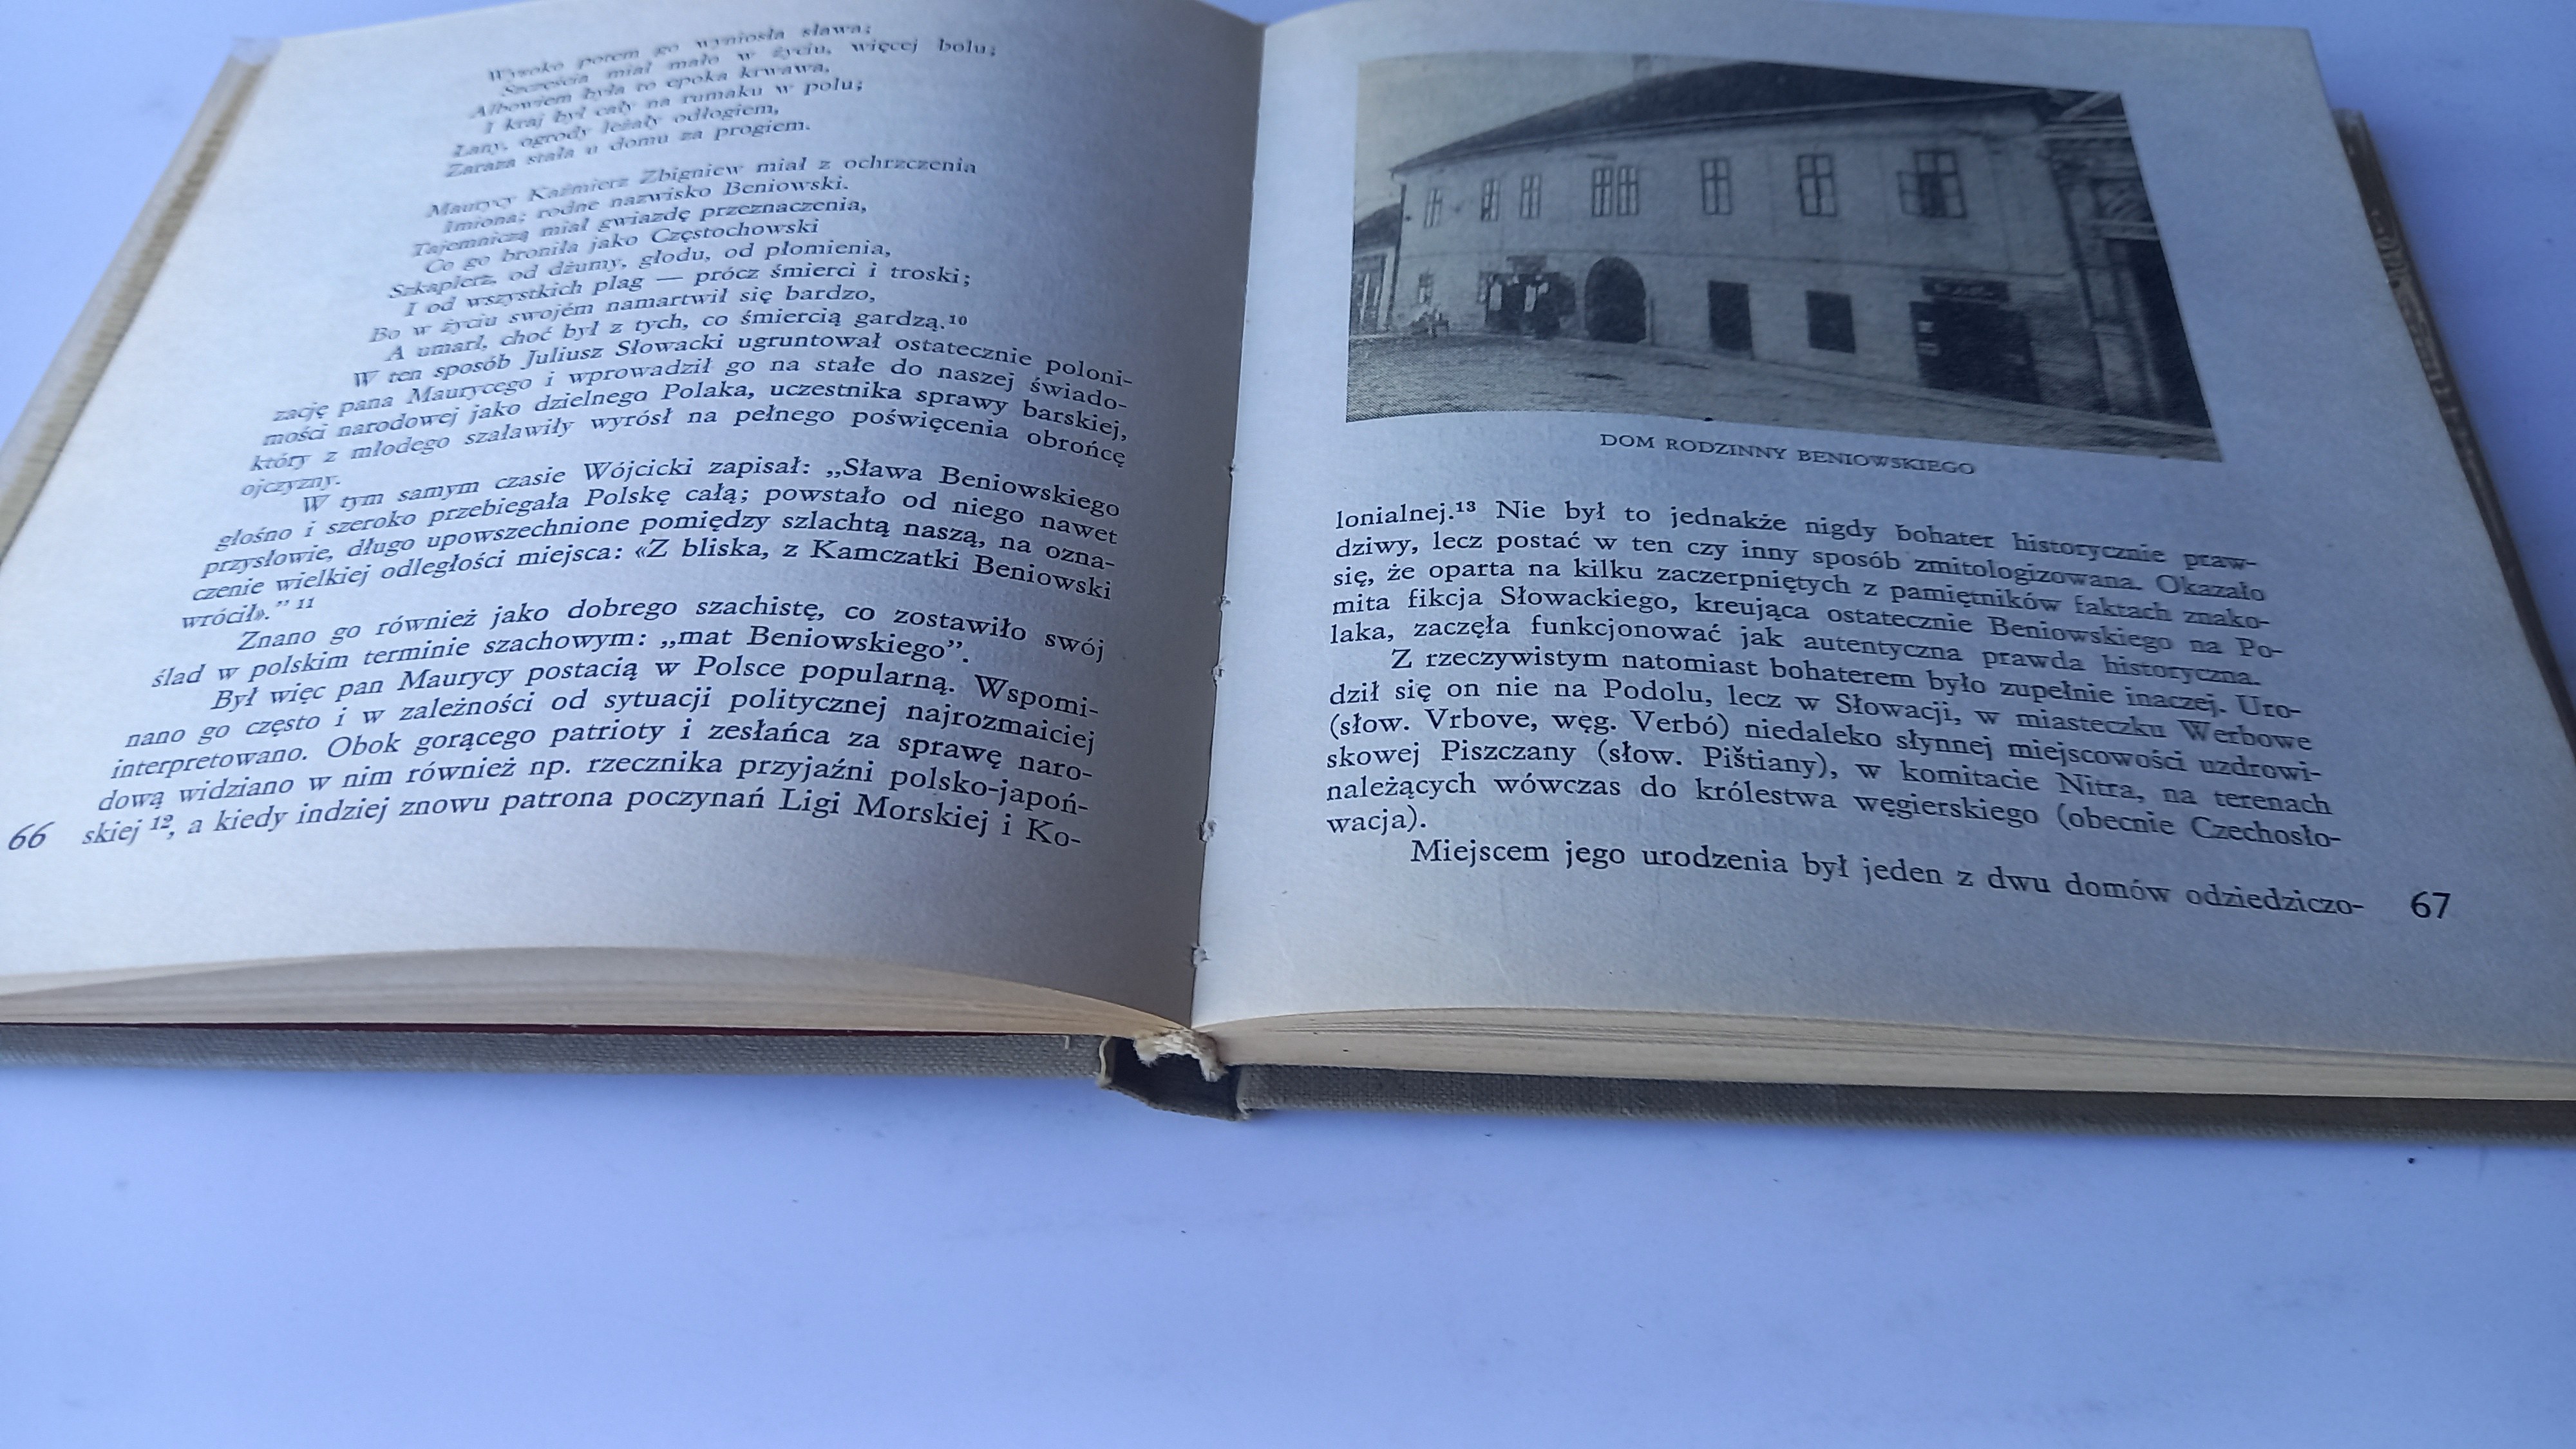 Wysoko potem go wyniosła sława;
Szczęścia miał mało w życiu, więcej bolu;
Albowiem była to epoka krwawa,
I kraj był cały na rumaku w polu;
Łany, ogrody leżały odłogiem,
Zaraza stała u domu za progiem.
Maurycy Kaźmierz Zbigniew miał z ochrzczenia
Imiona; rodne nazwisko Beniowski.
Tajemniczą miał gwiazdę przeznaczenia,
Co go broniła jako Częstochowski
Szkaplerz, od dżumy, głodu, od płomienia,
I od wszystkich plag — prócz śmierci i troski;
Bo w życiu swojém namartwił się bardzo,
A umarł, choć był z tych, co śmiercią gardzą.¹⁰
W ten sposób Juliusz Słowacki ugruntował ostatecznie poloni-
zację pana Maurycego i wprowadził go na stałe do naszej świado-
mości narodowej jako dzielnego Polaka, uczestnika sprawy barskiej,
który z młodego szaławiły wyrósł na pełnego poświęcenia obrońcę
ojczyzny.
W tym samym czasie Wójcicki zapisał: „Sława Beniowskiego
głośno i szeroko przebiegała Polskę całą; powstało od niego nawet
przysłowie, długo upowszechnione pomiędzy szlachtą naszą, na ozna-
czenie wielkiej odległości miejsca: «Z bliska, z Kamczatki Beniowski
wrócił».” ¹¹
Znano go również jako dobrego szachistę, co zostawiło swój
ślad w polskim terminie szachowym: „mat Beniowskiego”.
Był więc pan Maurycy postacią w Polsce popularną. Wspomi-
nano go często i w zależności od sytuacji politycznej najrozmaiciej
interpretowano. Obok gorącego patrioty i zesłańca za sprawę naro-
dową widziano w nim również np. rzecznika przyjaźni polsko-japoń-
skiej ¹², a kiedy indziej znowu patrona poczynań Ligi Morskiej i Ko-
66
DOM RODZINNY BENIOWSKIEGO
lonialnej.¹³ Nie był to jednakże nigdy bohater historycznie praw-
dziwy, lecz postać w ten czy inny sposób zmitologizowana. Okazało
się, że oparta na kilku zaczerpniętych z pamiętników faktach znako-
mita fikcja Słowackiego, kreująca ostatecznie Beniowskiego na Po-
laka, zaczęła funkcjonować jak autentyczna prawda historyczna.
Z rzeczywistym natomiast bohaterem było zupełnie inaczej. Uro-
dził się on nie na Podolu, lecz w Słowacji, w miasteczku Werbowe
(słow. Vrbove, węg. Verbó) niedaleko słynnej miejscowości uzdrowi-
skowej Piszczany (słow. Pištiany), w komitacie Nitra, na terenach
należących wówczas do królestwa węgierskiego (obecnie Czechosło-
wacja).
Miejscem jego urodzenia był jeden z dwu domów odziedziczo-
67